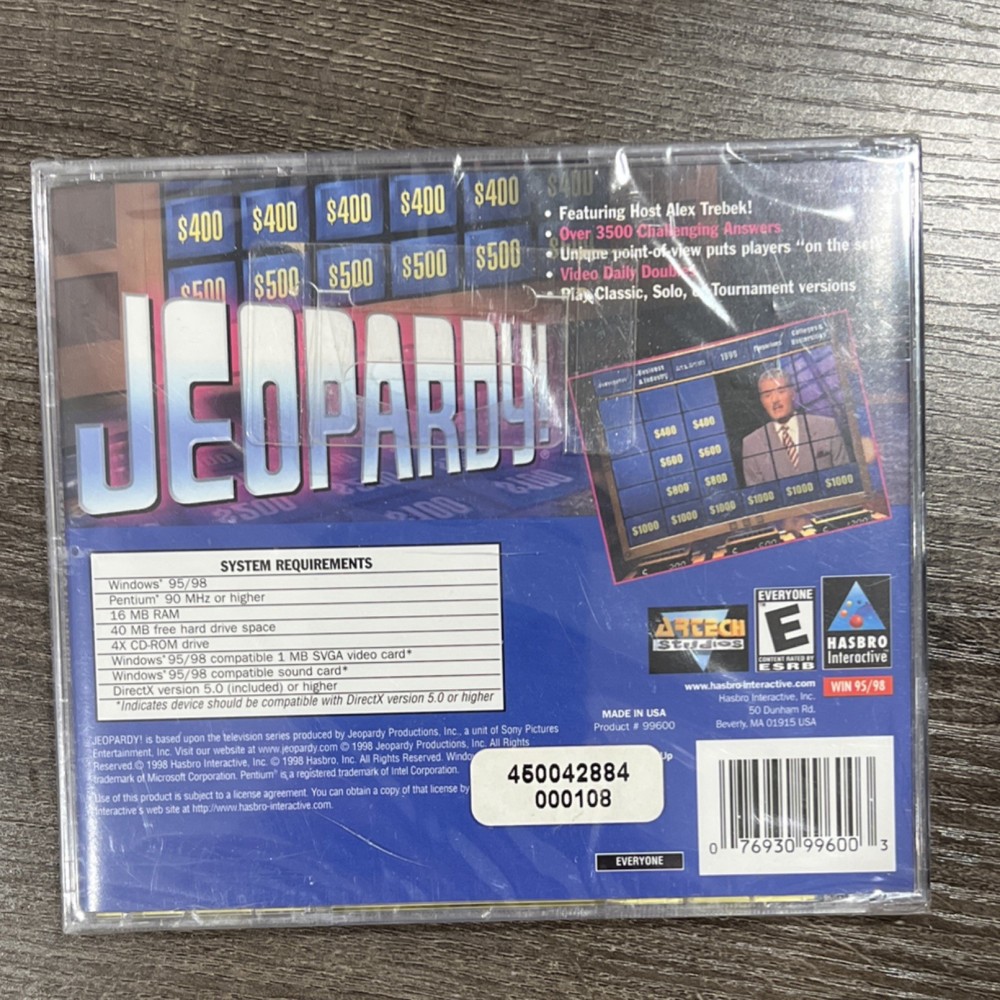 $400 $400 $400 $400 $400 $400
$500 $500 $500 $500 $500
JEOPARDY!
• Featuring Host Alex Trebek!
• Over 3500 Challenging Answers
• Unique point-of-view puts players "on the set
• Video Daily
• Play Classic, Solo, or Tournament versions
Business & Industry
1990
$400 $400
$600 $600
$800 $800
$1000 $1000 $1000 $1000 $1000 $1000
SYSTEM REQUIREMENTS
Windows® 95/98
Pentium® 90 MHz or higher
16 MB RAM
40 MB free hard drive space
4X CD-ROM drive
Windows® 95/98 compatible 1 MB SVGA video card*
Windows® 95/98 compatible sound card*
DirectX version 5.0 (included) or higher
*Indicates device should be compatible with DirectX version 5.0 or higher
ARTECH
Studios
EVERYONE
E
CONTENT RATED BY
ESRB
HASBRO
Interactive
WIN 95/98
www.hasbro-interactive.com
Hasbro Interactive, Inc.
50 Dunham Rd.
Beverly, MA 01915 USA
MADE IN USA
Product # 99600
JEOPARDY! is based upon the television series produced by Jeopardy Productions, Inc., a unit of Sony Pictures
Entertainment, Inc. Visit our website at www.jeopardy.com © 1998 Jeopardy Productions, Inc. All Rights
Reserved. © 1998 Hasbro Interactive, Inc. © 1998 Hasbro, Inc. All Rights Reserved. Windo
trademark of Microsoft Corporation. Pentium® is a registered trademark of Intel Corporation.
Use of this product is subject to a license agreement. You can obtain a copy of that license by
Interactive's web site at http://www.hasbro-interactive.com.
Up
450042884
000108
EVERYONE
0 76930 99600 3